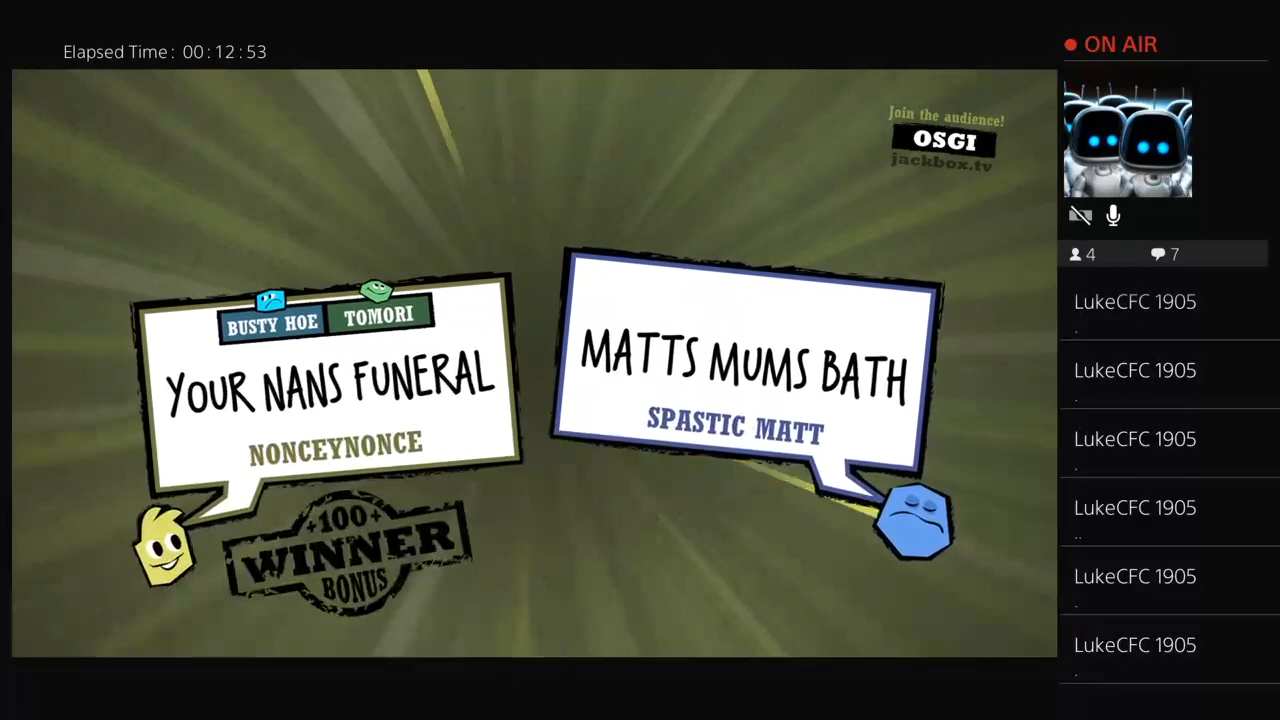 Elapsed Time: 00:12:53
ON AIR
Join the audience!
OSGI
jackbox.tv
4 7
BUSTY HOE TOMORI
YOUR NANS FUNERAL
NONCEYNONCE
MATTS MUMS BATH
SPASTIC MATT
+100+
WINNER
BONUS
LukeCFC 1905
.
LukeCFC 1905
.
LukeCFC 1905
.
LukeCFC 1905
..
LukeCFC 1905
.
LukeCFC 1905
.